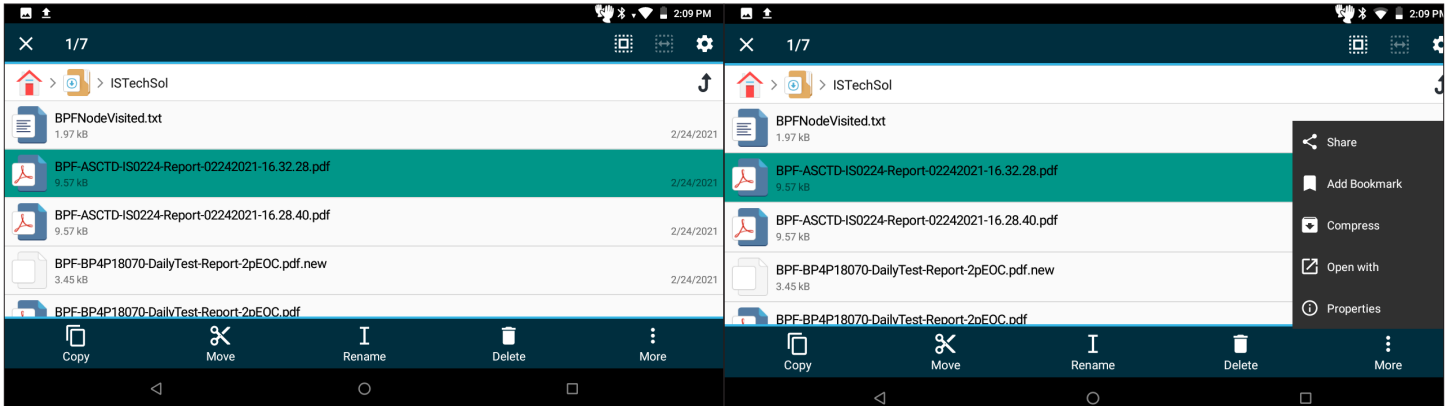 2:09 PM
1/7
ISTechSol
BPFNodeVisited.txt
1.97 kB
2/24/2021
BPF-ASCTD-IS0224-Report-02242021-16.32.28.pdf
9.57 kB
2/24/2021
BPF-ASCTD-IS0224-Report-02242021-16.28.40.pdf
9.57 kB
2/24/2021
BPF-BP4P18070-DailyTest-Report-2pEOC.pdf.new
3.45 kB
2/24/2021
BPF-BP4P18070-DailyTest-Report-2pEOC.pdf
Copy
Move
Rename
Delete
More
2:09 PM
1/7
ISTechSol
BPFNodeVisited.txt
1.97 kB
BPF-ASCTD-IS0224-Report-02242021-16.32.28.pdf
9.57 kB
BPF-ASCTD-IS0224-Report-02242021-16.28.40.pdf
9.57 kB
BPF-BP4P18070-DailyTest-Report-2pEOC.pdf.new
3.45 kB
BPF-BP4P18070-DailyTest-Report-2pEOC.pdf
Share
Add Bookmark
Compress
Open with
Properties
Copy
Move
Rename
Delete
More